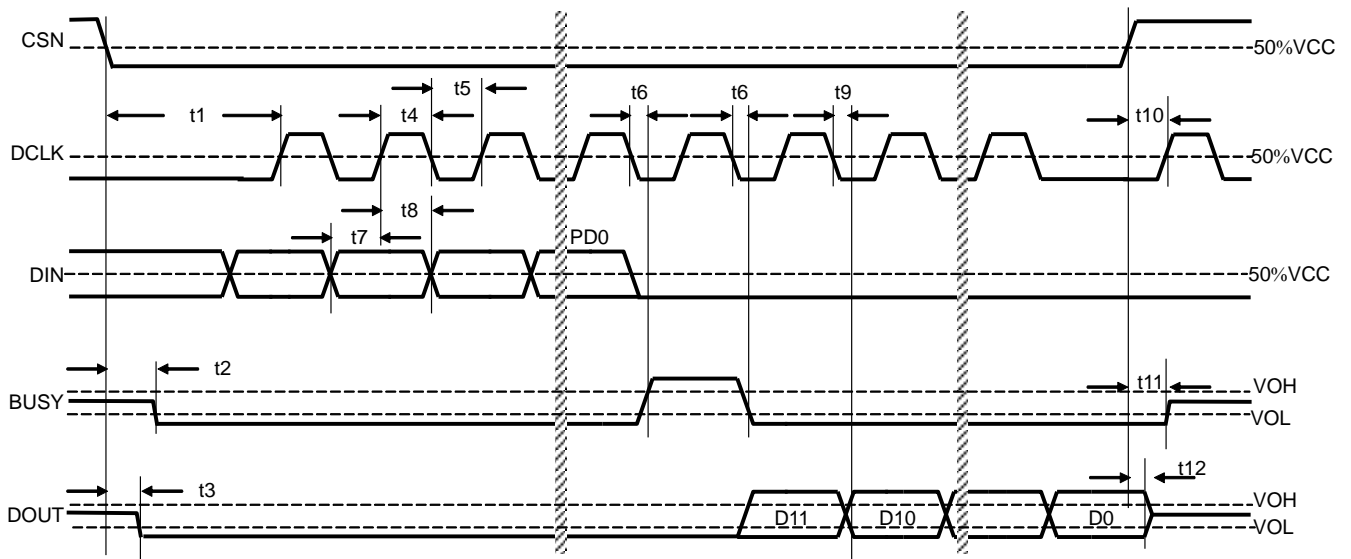 CSN
50%VCC
t1
t4
t5
t6
t6
t9
t10
DCLK
50%VCC
t8
t7
PD0
DIN
50%VCC
t2
t11
VOH
BUSY
VOL
t3
t12
VOH
DOUT
D11
D10
D0
VOL